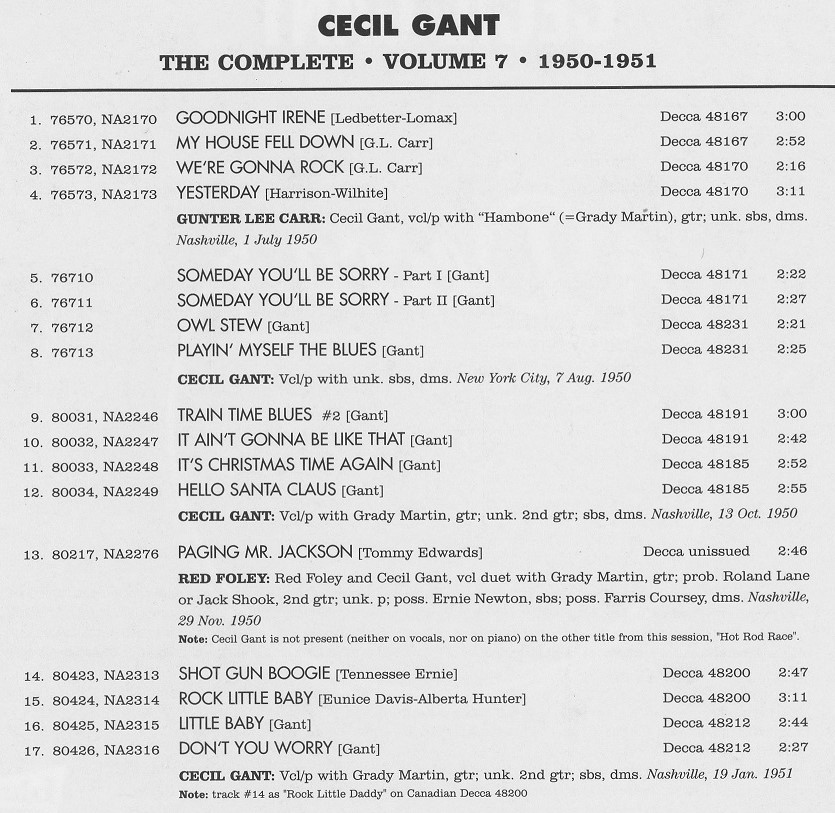 CECIL GANT
THE COMPLETE • VOLUME 7 • 1950-1951
1. 76570, NA2170 GOODNIGHT IRENE [Ledbetter-Lomax] Decca 48167 3:00
2. 76571, NA2171 MY HOUSE FELL DOWN [G.L. Carr] Decca 48167 2:52
3. 76572, NA2172 WE'RE GONNA ROCK [G.L. Carr] Decca 48170 2:16
4. 76573, NA2173 YESTERDAY [Harrison-Wilhite] Decca 48170 3:11
GUNTER LEE CARR: Cecil Gant, vcl/p with "Hambone" (=Grady Martin), gtr; unk. sbs, dms.
Nashville, 1 July 1950
5. 76710 SOMEDAY YOU'LL BE SORRY - Part I [Gant] Decca 48171 2:22
6. 76711 SOMEDAY YOU'LL BE SORRY - Part II [Gant] Decca 48171 2:27
7. 76712 OWL STEW [Gant] Decca 48231 2:21
8. 76713 PLAYIN' MYSELF THE BLUES [Gant] Decca 48231 2:25
CECIL GANT: Vcl/p with unk. sbs, dms. New York City, 7 Aug. 1950
9. 80031, NA2246 TRAIN TIME BLUES #2 [Gant] Decca 48191 3:00
10. 80032, NA2247 IT AIN'T GONNA BE LIKE THAT [Gant] Decca 48191 2:42
11. 80033, NA2248 IT'S CHRISTMAS TIME AGAIN [Gant] Decca 48185 2:52
12. 80034, NA2249 HELLO SANTA CLAUS [Gant] Decca 48185 2:55
CECIL GANT: Vcl/p with Grady Martin, gtr; unk. 2nd gtr; sbs, dms. Nashville, 13 Oct. 1950
13. 80217, NA2276 PAGING MR. JACKSON [Tommy Edwards] Decca unissued 2:46
RED FOLEY: Red Foley and Cecil Gant, vcl duet with Grady Martin, gtr; prob. Roland Lane
or Jack Shook, 2nd gtr; unk. p; poss. Ernie Newton, sbs; poss. Farris Coursey, dms. Nashville,
29 Nov. 1950
Note: Cecil Gant is not present (neither on vocals, nor on piano) on the other title from this session, "Hot Rod Race".
14. 80423, NA2313 SHOT GUN BOOGIE [Tennessee Ernie] Decca 48200 2:47
15. 80424, NA2314 ROCK LITTLE BABY [Eunice Davis-Alberta Hunter] Decca 48200 3:11
16. 80425, NA2315 LITTLE BABY [Gant] Decca 48212 2:44
17. 80426, NA2316 DON'T YOU WORRY [Gant] Decca 48212 2:27
CECIL GANT: Vcl/p with Grady Martin, gtr; unk. 2nd gtr; sbs, dms. Nashville, 19 Jan. 1951
Note: track #14 as "Rock Little Daddy" on Canadian Decca 48200